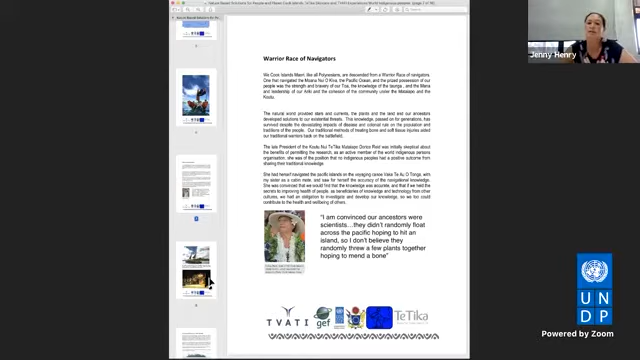 Jenny Henry
Warrior Race of Navigators
We Cook Islands Maori, like all Polynesians, are descended from a Warrior Race of navigators.
One that navigated the Moana Nui O Kiva, the Pacific Ocean, and the prized possession of
our people was the strength and bravery of our Toa, the knowledge of the taunga, and the Mana
and leadership of our Ariki and the cohesion of the community under the Mataiapo and the
Koutu.
The natural world provided stars and currents, the plants and the land and our ancestors
developed solutions to our existential threats. This knowledge, passed on for generations, has
survived despite the devastating impacts of disease and colonial rule on the population and
traditions of the people. Our traditional methods of healing bone and soft tissue injuries aided
our traditional warriors back on the battlefield.
The late President of the Koutu Nui Te Tika Mataiapo Dorice Reid was initially skeptical about
the benefits of permitting the research, as an active member of the world indigenous persons
organisation, she was of the position that no indigenous peoples had a positive outcome from
sharing their traditional knowledge.
She had herself navigated the pacific islands on the voyaging canoe Vaka Te Au O Tonga, with
my sister as a cabin mate, and saw for herself the accuracy of the navigational knowledge.
She was convinced that we would find that the knowledge was accurate, and that if we held the
secrets to improving health of people, as beneficiaries of knowledge and technology from other
cultures, we had an obligation to investigate and develop our knowledge, so we too could
contribute to the health and wellbeing of others.
"I am convinced our ancestors were
scientists…they didn't randomly float
across the pacific hoping to hit an
island, so I don't believe they
randomly threw a few plants together
hoping to mend a bone"
TVATI
gef
TeTika
UN
DP
Powered by Zoom